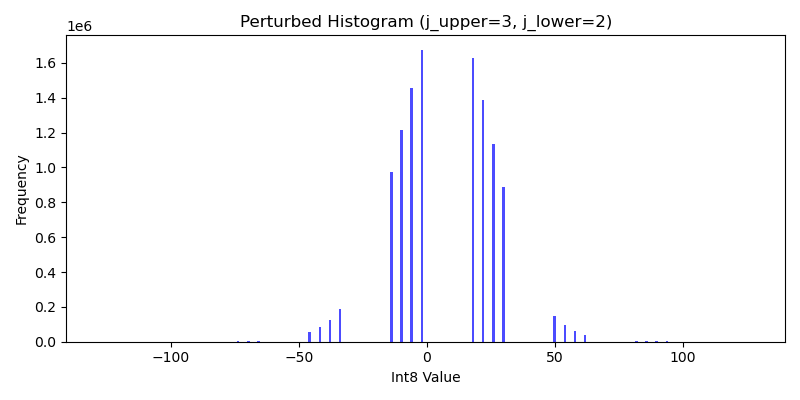 Perturbed Histogram (j_upper=3, j_lower=2)
1e6
1.6
1.4
1.2
1.0
0.8
0.6
0.4
0.2
0.0
Frequency
−100 −50 0 50 100
Int8 Value